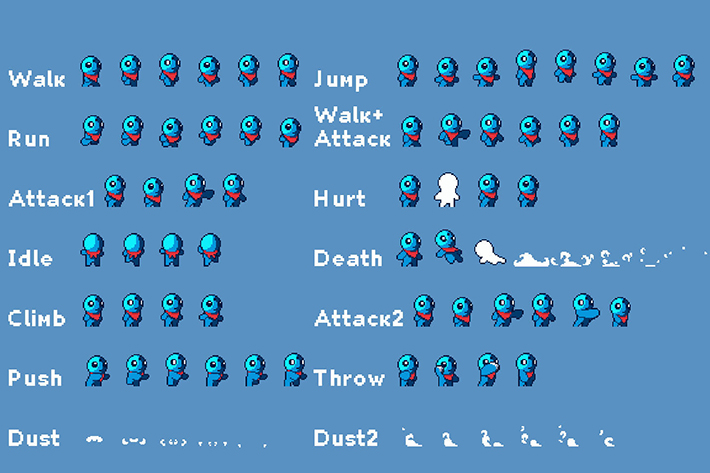 Walk
Jump
Run
Walk+
Attack
Attack1
Hurt
Idle
Death
Climb
Attack2
Push
Throw
Dust
Dust2